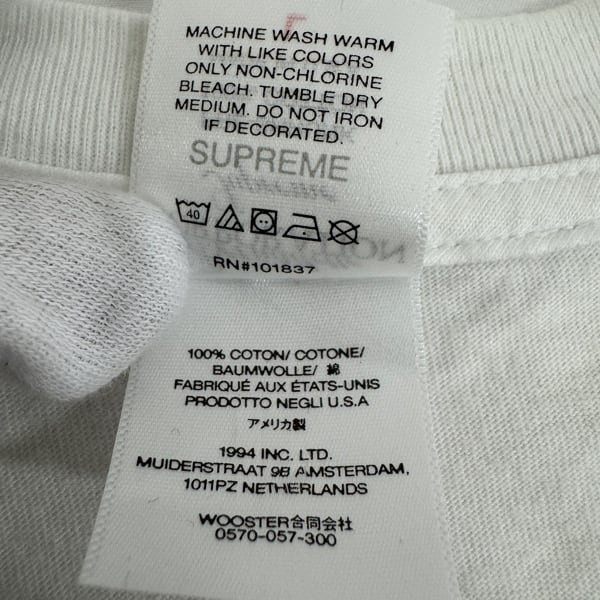 MACHINE WASH WARM
WITH LIKE COLORS
ONLY NON-CHLORINE
BLEACH. TUMBLE DRY
MEDIUM. DO NOT IRON
IF DECORATED.
SUPREME
40
RN#101837
100% COTON/ COTONE/
BAUMWOLLE/ 綿
FABRIQUÉ AUX ÉTATS-UNIS
PRODOTTO NEGLI U.S.A
アメリカ製
1994 INC. LTD.
MUIDERSTRAAT 9B AMSTERDAM,
1011PZ NETHERLANDS
WOOSTER合同会社
0570-057-300